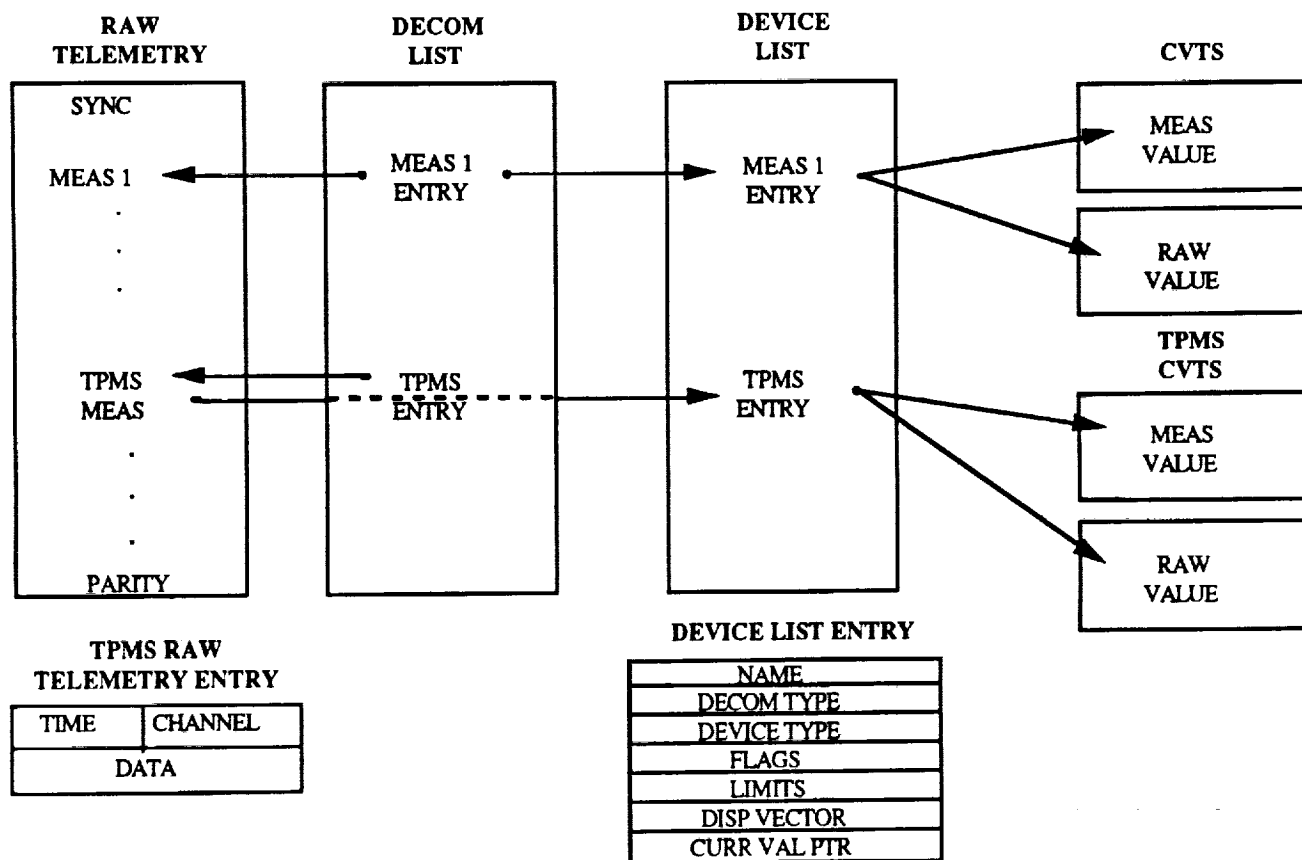 RAW
TELEMETRY
SYNC
MEAS 1
.
.
.
TPMS
MEAS
.
.
.
PARITY
DECOM
LIST
MEAS 1
ENTRY
TPMS
ENTRY
DEVICE
LIST
MEAS 1
ENTRY
TPMS
ENTRY
CVTS
MEAS
VALUE
RAW
VALUE
TPMS
CVTS
MEAS
VALUE
RAW
VALUE
TPMS RAW
TELEMETRY ENTRY
TIME
CHANNEL
DATA
DEVICE LIST ENTRY
NAME
DECOM TYPE
DEVICE TYPE
FLAGS
LIMITS
DISP VECTOR
CURR VAL PTR